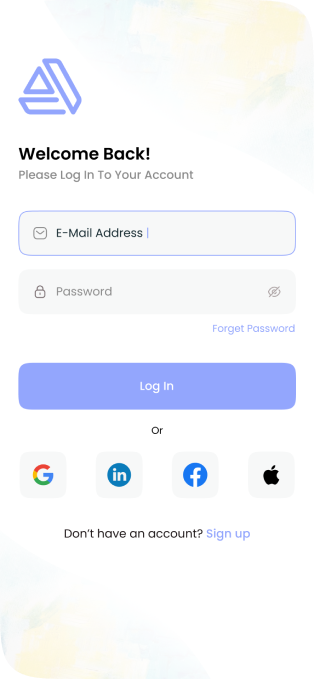 Welcome Back!
Please Log In To Your Account
E-Mail Address |
Password
Forget Password
Log In
Or
in
Don’t have an account? Sign up